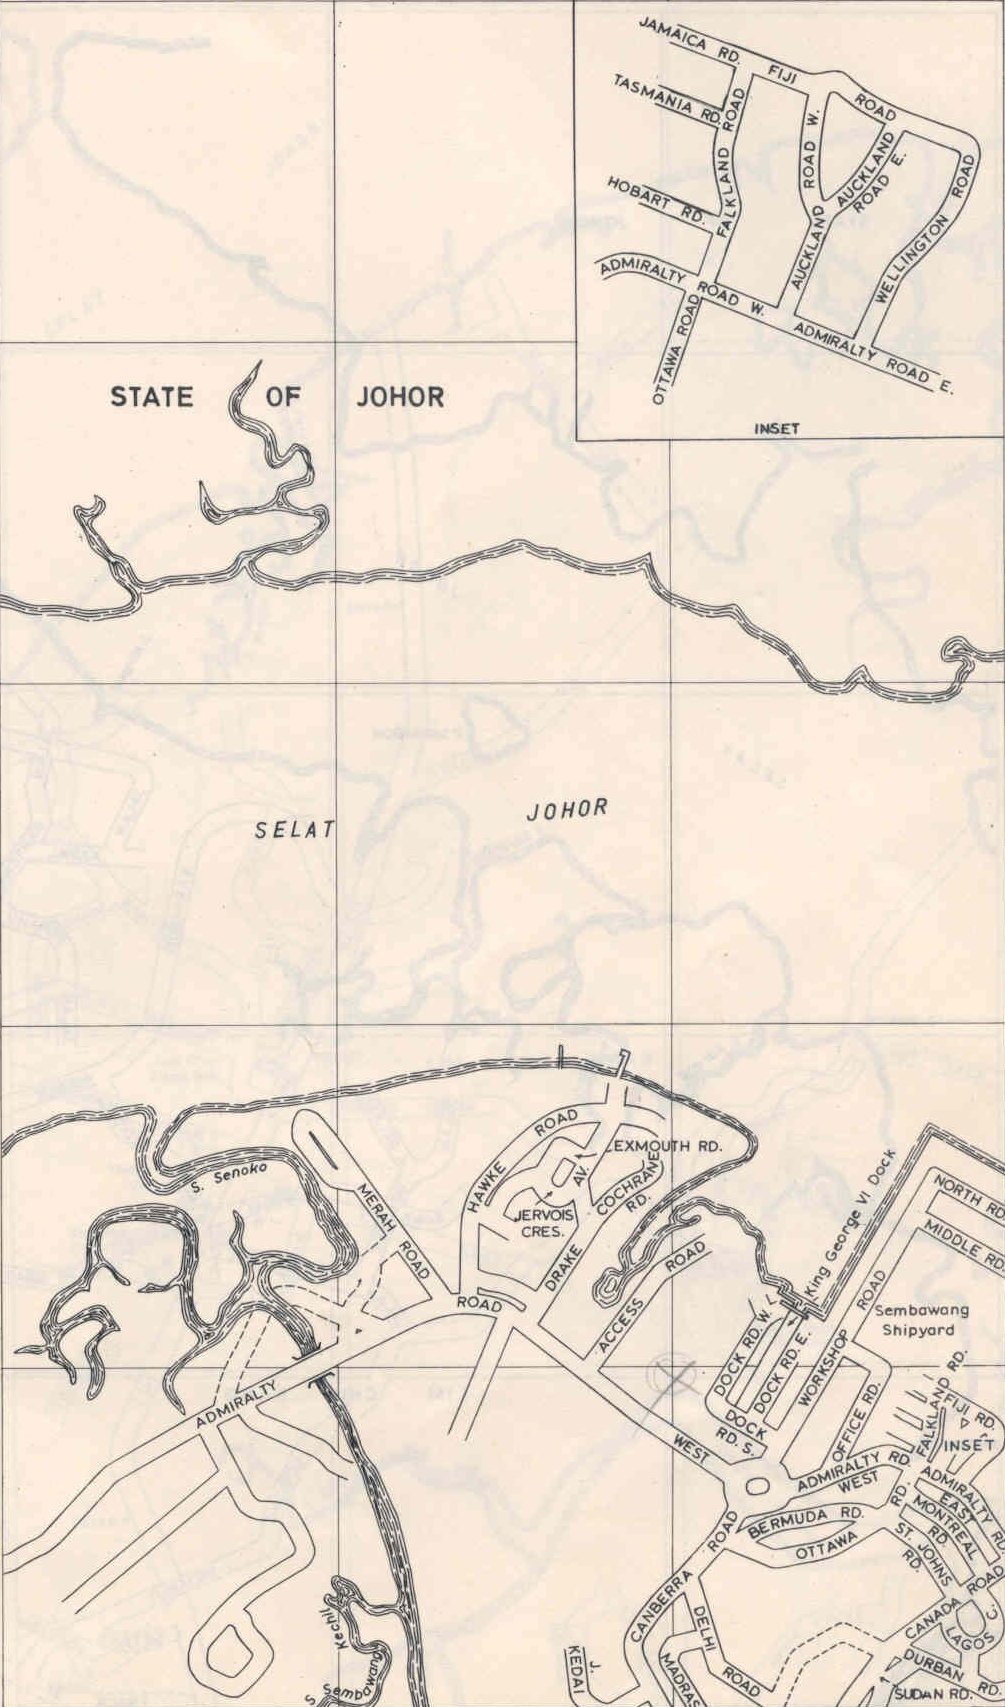 JAMAICA RD.
FIJI
ROAD
TASMANIA RD.
FALKLAND ROAD
ROAD W.
AUCKLAND
ROAD E.
HOBART RD.
AUCKLAND
WELLINGTON ROAD
ADMIRALTY ROAD W.
OTTAWA ROAD
ADMIRALTY ROAD E.
INSET
STATE OF JOHOR
SELAT JOHOR
S. Senoko
MERAH ROAD
HAWKE ROAD
EXMOUTH RD.
AV.
COCHRANE
RD.
JERVOIS
CRES.
DRAKE
ROAD
ACCESS ROAD
King George VI Dock
NORTH RD.
MIDDLE RD.
Sembawang
Shipyard
WORKSHOP ROAD
DOCK RD. W.
DOCK RD. E.
DOCK
RD. S.
OFFICE RD.
ADMIRALTY
WEST
FALKLAND RD.
FIJI RD.
INSET
ADMIRALTY RD.
WEST
ADMIRALTY RD.
EAST
MONTREAL
RD.
BERMUDA RD.
OTTAWA
RD.
ST. JOHNS
RD.
CANBERRA ROAD
DELHI
ROAD
MADRAS
J.
KEDAI
CANADA ROAD
LAGOS C.
DURBAN RD.
SUDAN RD.
Kechil
S. Sembawang